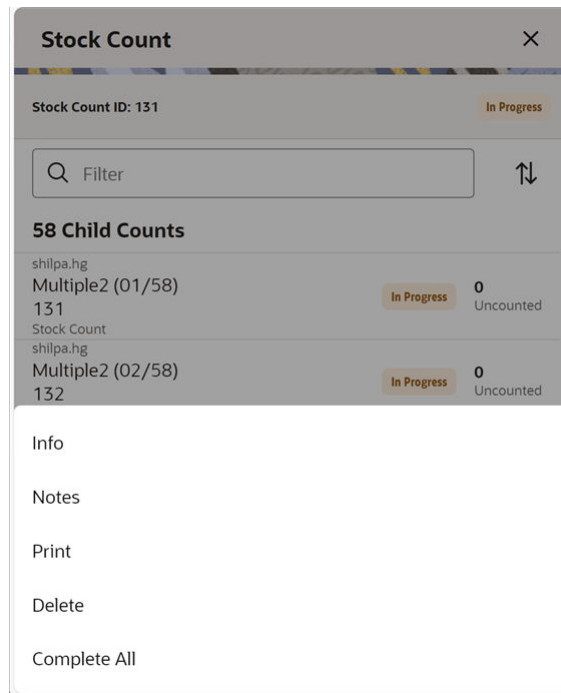 Stock Count
Stock Count ID: 131
In Progress
Filter
58 Child Counts
shilpa.hg
Multiple2 (01/58)
131
Stock Count
In Progress
0
Uncounted
shilpa.hg
Multiple2 (02/58)
132
In Progress
0
Uncounted
Info
Notes
Print
Delete
Complete All